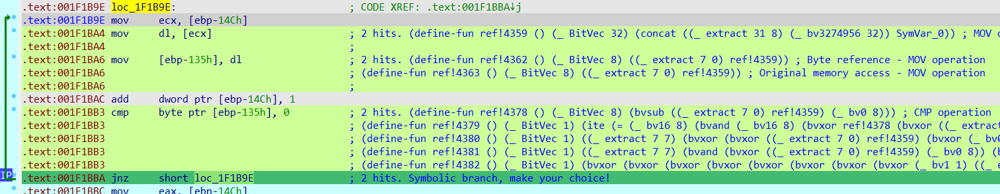 .text:001F1B9E loc_1F1B9E: ; CODE XREF: .text:001F1BBA↓j
.text:001F1B9E mov ecx, [ebp-14Ch]
.text:001F1BA4 mov dl, [ecx] ; 2 hits. (define-fun ref!4359 () (_ BitVec 32) (concat ((_ extract 31 8) (_ bv3274956 32)) SymVar_0)) ; MOV
.text:001F1BA4 ;
.text:001F1BA6 mov [ebp-135h], dl ; 2 hits. (define-fun ref!4362 () (_ BitVec 8) ((_ extract 7 0) ref!4359)) ; Byte reference - MOV operation
.text:001F1BA6 ; (define-fun ref!4363 () (_ BitVec 8) ((_ extract 7 0) ref!4359)) ; Original memory access - MOV operation
.text:001F1BA6 ;
.text:001F1BAC add dword ptr [ebp-14Ch], 1
.text:001F1BB3 cmp byte ptr [ebp-135h], 0 ; 2 hits. (define-fun ref!4378 () (_ BitVec 8) (bvsub ((_ extract 7 0) ref!4359) (_ bv0 8))) ; CMP operation
.text:001F1BB3 ; (define-fun ref!4379 () (_ BitVec 1) (ite (= (_ bv16 8) (bvand (_ bv16 8) (bvxor ref!4378 (bvxor ((_ extract
.text:001F1BB3 ; (define-fun ref!4380 () (_ BitVec 1) ((_ extract 7 7) (bvxor (bvxor ((_ extract 7 0) ref!4359) (bvxor (_ bv0
.text:001F1BB3 ; (define-fun ref!4381 () (_ BitVec 1) ((_ extract 7 7) (bvand (bvxor ((_ extract 7 0) ref!4359) (_ bv0 8)) (b
.text:001F1BB3 ; (define-fun ref!4382 () (_ BitVec 1) (bvxor (bvxor (bvxor (bvxor (bvxor (bvxor (bvxor (bvxor (_ bv1 1) ((_ e
IP .text:001F1BBA jnz short loc_1F1B9E ; 2 hits. Symbolic branch, make your choice!
.text:001F1BBC mov eax, [ebp-14Ch]